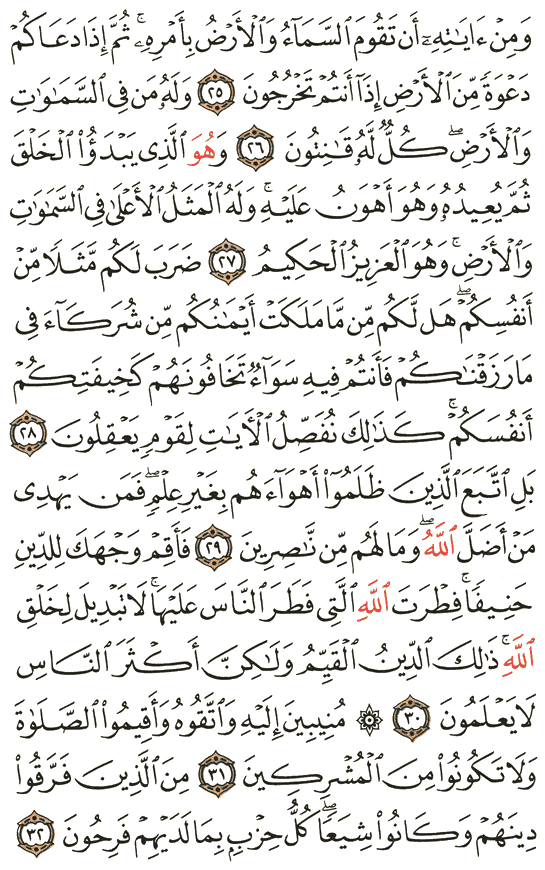 وَمِنْ ءَايَٰتِهِۦٓ أَن تَقُومَ ٱلسَّمَآءُ وَٱلْأَرْضُ بِأَمْرِهِۦ ۚ ثُمَّ إِذَا دَعَاكُمْ
دَعْوَةً مِّنَ ٱلْأَرْضِ إِذَآ أَنتُمْ تَخْرُجُونَ ٢٥ وَلَهُۥ مَن فِى ٱلسَّمَٰوَٰتِ
وَٱلْأَرْضِ ۖ كُلٌّ لَّهُۥ قَٰنِتُونَ ٢٦ وَهُوَ ٱلَّذِى يَبْدَؤُا۟ ٱلْخَلْقَ
ثُمَّ يُعِيدُهُۥ وَهُوَ أَهْوَنُ عَلَيْهِ ۚ وَلَهُ ٱلْمَثَلُ ٱلْأَعْلَىٰ فِى ٱلسَّمَٰوَٰتِ
وَٱلْأَرْضِ ۚ وَهُوَ ٱلْعَزِيزُ ٱلْحَكِيمُ ٢٧ ضَرَبَ لَكُم مَّثَلًا مِّنْ
أَنفُسِكُمْ ۖ هَل لَّكُم مِّن مَّا مَلَكَتْ أَيْمَٰنُكُم مِّن شُرَكَآءَ فِى
مَا رَزَقْنَٰكُمْ فَأَنتُمْ فِيهِ سَوَآءٌ تَخَافُونَهُمْ كَخِيفَتِكُمْ
أَنفُسَكُمْ ۚ كَذَٰلِكَ نُفَصِّلُ ٱلْءَايَٰتِ لِقَوْمٍ يَعْقِلُونَ ٢٨
بَلِ ٱتَّبَعَ ٱلَّذِينَ ظَلَمُوٓا۟ أَهْوَآءَهُم بِغَيْرِ عِلْمٍ ۖ فَمَن يَهْدِى
مَنْ أَضَلَّ ٱللَّهُ ۖ وَمَا لَهُم مِّن نَّٰصِرِينَ ٢٩ فَأَقِمْ وَجْهَكَ لِلدِّينِ
حَنِيفًا ۚ فِطْرَتَ ٱللَّهِ ٱلَّتِى فَطَرَ ٱلنَّاسَ عَلَيْهَا ۚ لَا تَبْدِيلَ لِخَلْقِ
ٱللَّهِ ۚ ذَٰلِكَ ٱلدِّينُ ٱلْقَيِّمُ وَلَٰكِنَّ أَكْثَرَ ٱلنَّاسِ
لَا يَعْلَمُونَ ٣٠ ۞ مُنِيبِينَ إِلَيْهِ وَٱتَّقُوهُ وَأَقِيمُوا۟ ٱلصَّلَوٰةَ
وَلَا تَكُونُوا۟ مِنَ ٱلْمُشْرِكِينَ ٣١ مِنَ ٱلَّذِينَ فَرَّقُوا۟
دِينَهُمْ وَكَانُوا۟ شِيَعًا ۖ كُلُّ حِزْبٍۭ بِمَا لَدَيْهِمْ فَرِحُونَ ٣٢